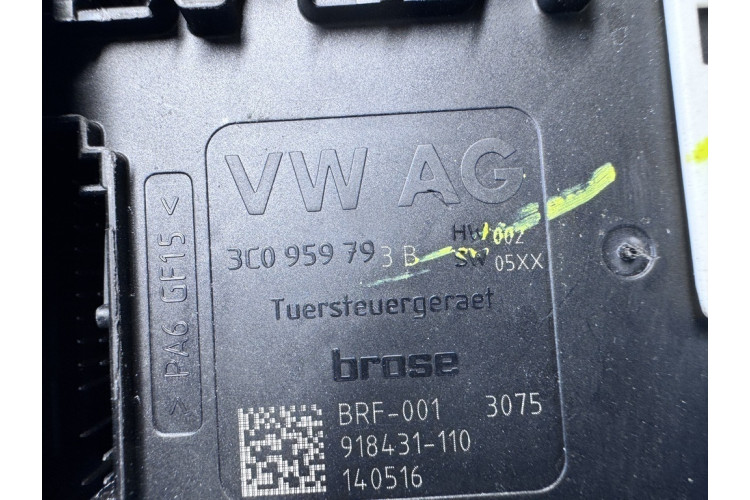 VW AG
3C0 959 793 B HW 002
SW 05XX
Tuersteuergeraet
brose
BRF-001 3075
918431-110
140516
> PA6 GF15 <